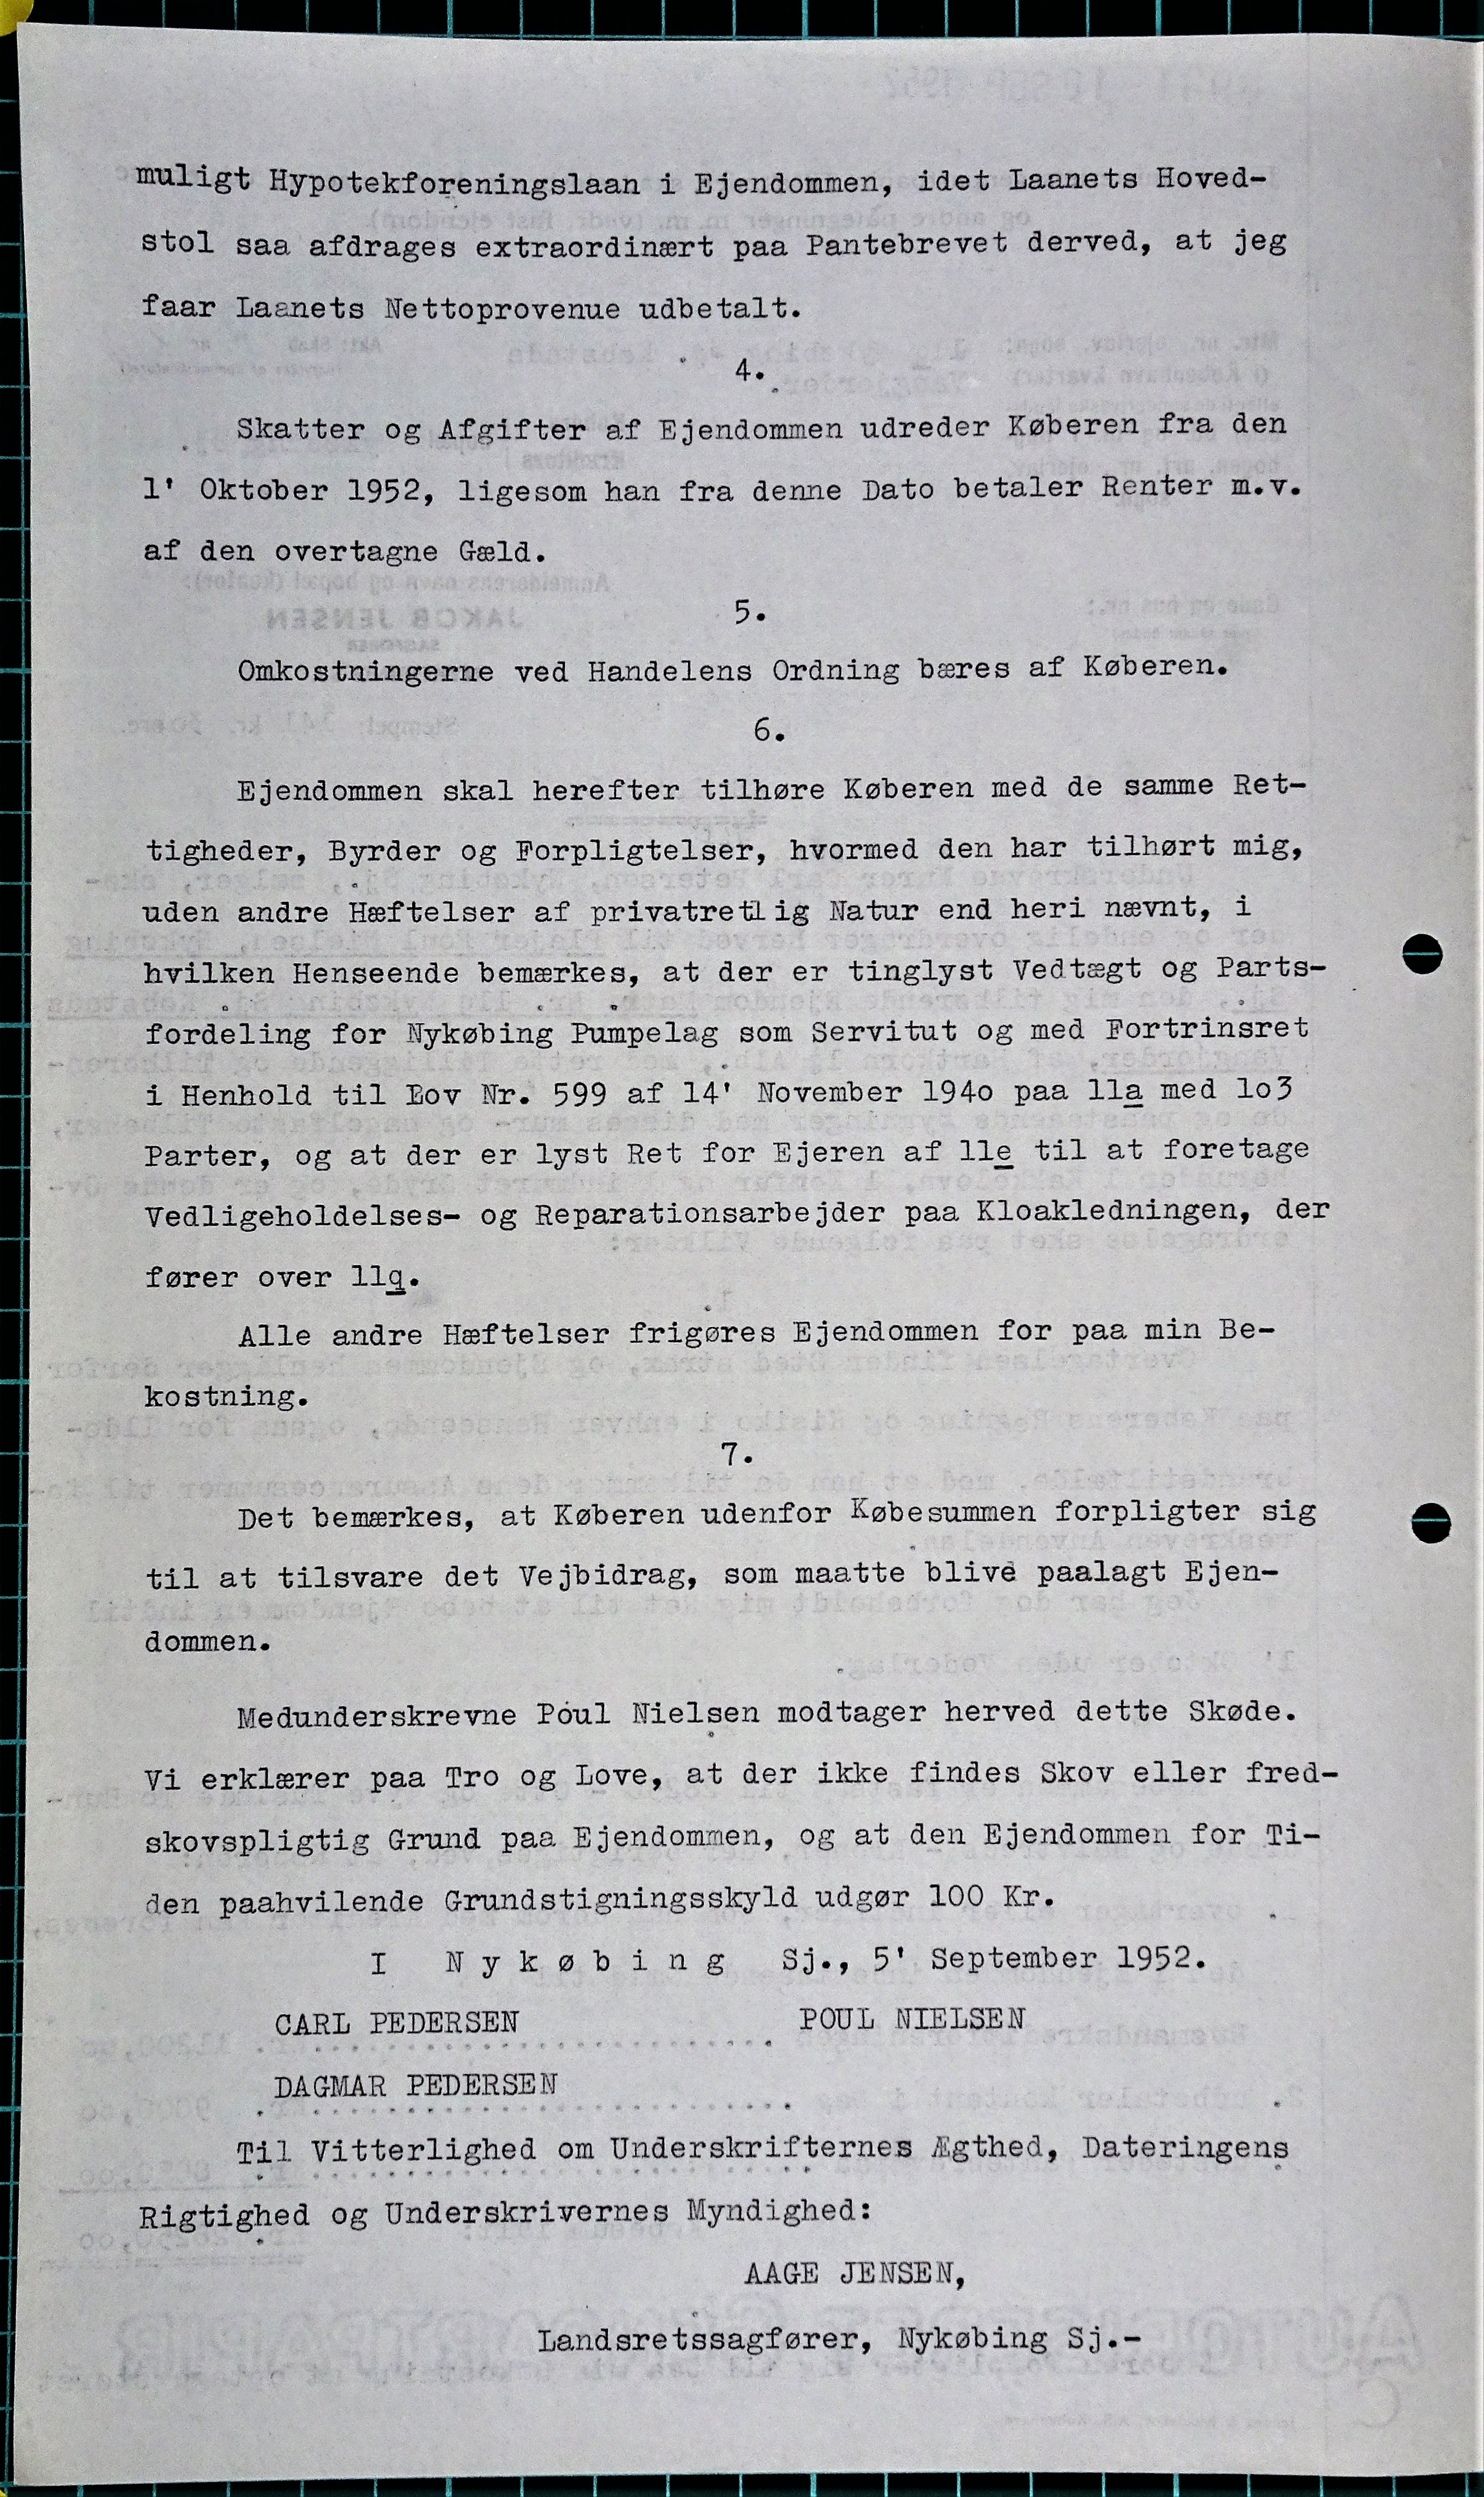 muligt Hypotekforeningslaan i Ejendommen, idet Laanets Hoved-
stol saa afdrages extraordinært paa Pantebrevet derved, at jeg
faar Laanets Nettoprovenue udbetalt.
4.
Skatter og Afgifter af Ejendommen udreder Køberen fra den
1' Oktober 1952, ligesom han fra denne Dato betaler Renter m.v.
af den overtagne Gæld.
5.
Omkostningerne ved Handelens Ordning bæres af Køberen.
6.
Ejendommen skal herefter tilhøre Køberen med de samme Ret-
tigheder, Byrder og Forpligtelser, hvormed den har tilhørt mig,
uden andre Hæftelser af privatretlig Natur end heri nævnt, i
hvilken Henseende bemærkes, at der er tinglyst Vedtægt og Parts-
fordeling for Nykøbing Pumpelag som Servitut og med Fortrinsret
i Henhold til Lov Nr. 599 af 14' November 194o paa 11a med 1o3
Parter, og at der er lyst Ret for Ejeren af 11e til at foretage
Vedligeholdelses- og Reparationsarbejder paa Kloakledningen, der
fører over 11q.
Alle andre Hæftelser frigøres Ejendommen for paa min Be-
kostning.
7.
Det bemærkes, at Køberen udenfor Købesummen forpligter sig
til at tilsvare det Vejbidrag, som maatte blive paalagt Ejen-
dommen.
Medunderskrevne Poul Nielsen modtager herved dette Skøde.
Vi erklærer paa Tro og Love, at der ikke findes Skov eller fred-
skovspligtig Grund paa Ejendommen, og at den Ejendommen for Ti-
den paahvilende Grundstigningsskyld udgør 100 Kr.
I N y k ø b i n g Sj., 5' September 1952.
CARL PEDERSEN POUL NIELSEN
DAGMAR PEDERSEN
Til Vitterlighed om Underskrifternes Ægthed, Dateringens
Rigtighed og Underskrivernes Myndighed:
AAGE JENSEN,
Landsretssagfører, Nykøbing Sj.-